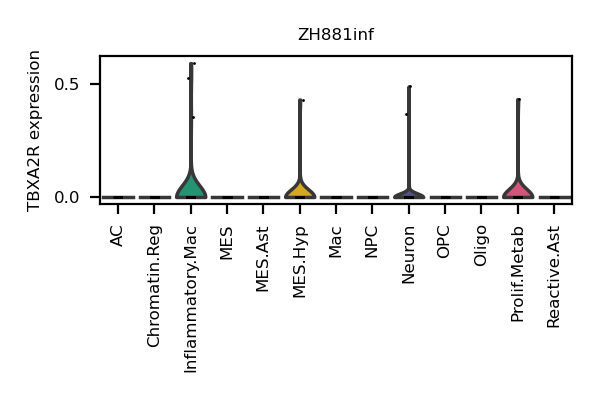 ZH881inf
TBXA2R expression
0.5
0.0
AC
Chromatin.Reg
Inflammatory.Mac
MES
MES.Ast
MES.Hyp
Mac
NPC
Neuron
OPC
Oligo
Prolif.Metab
Reactive.Ast